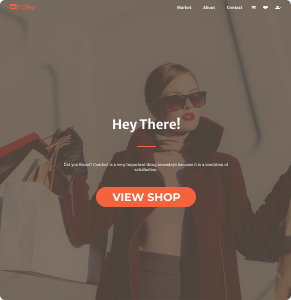 Market About Contact
Hey There!
Did you Know? Comfort is a very important thing nowadays because it is a condition of
satisfaction.
VIEW SHOP